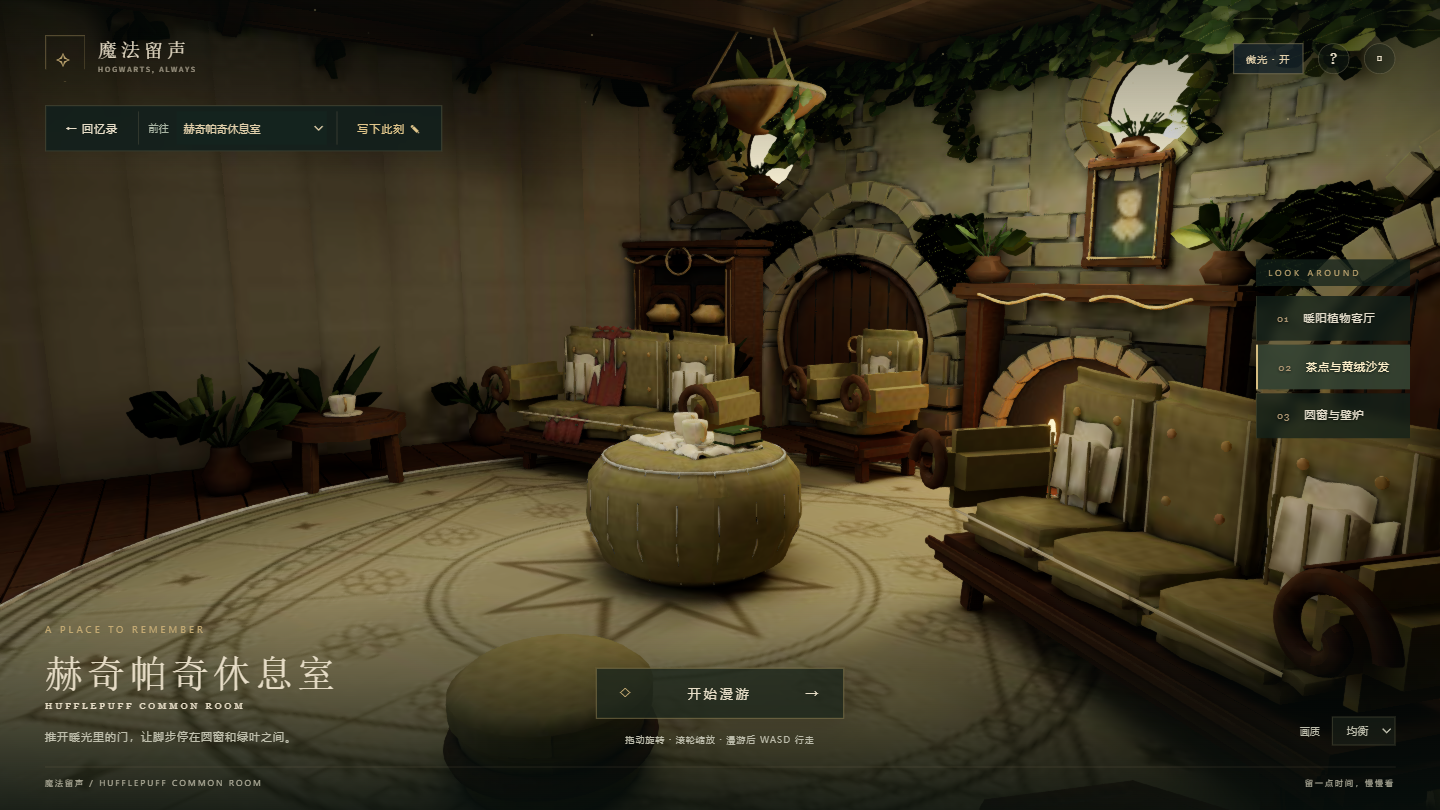 魔法留声
HOGWARTS, ALWAYS
微光 · 开
?
← 回忆录
前往
赫奇帕奇休息室
写下此刻
LOOK AROUND
01 暖阳植物客厅
02 茶点与黄绒沙发
03 圆窗与壁炉
A PLACE TO REMEMBER
赫奇帕奇休息室
HUFFLEPUFF COMMON ROOM
推开暖光里的门，让脚步停在圆窗和绿叶之间。
◇ 开始漫游 →
拖动旋转 · 滚轮缩放 · 漫游后 WASD 行走
画质
均衡
魔法留声 / HUFFLEPUFF COMMON ROOM
留一点时间，慢慢看